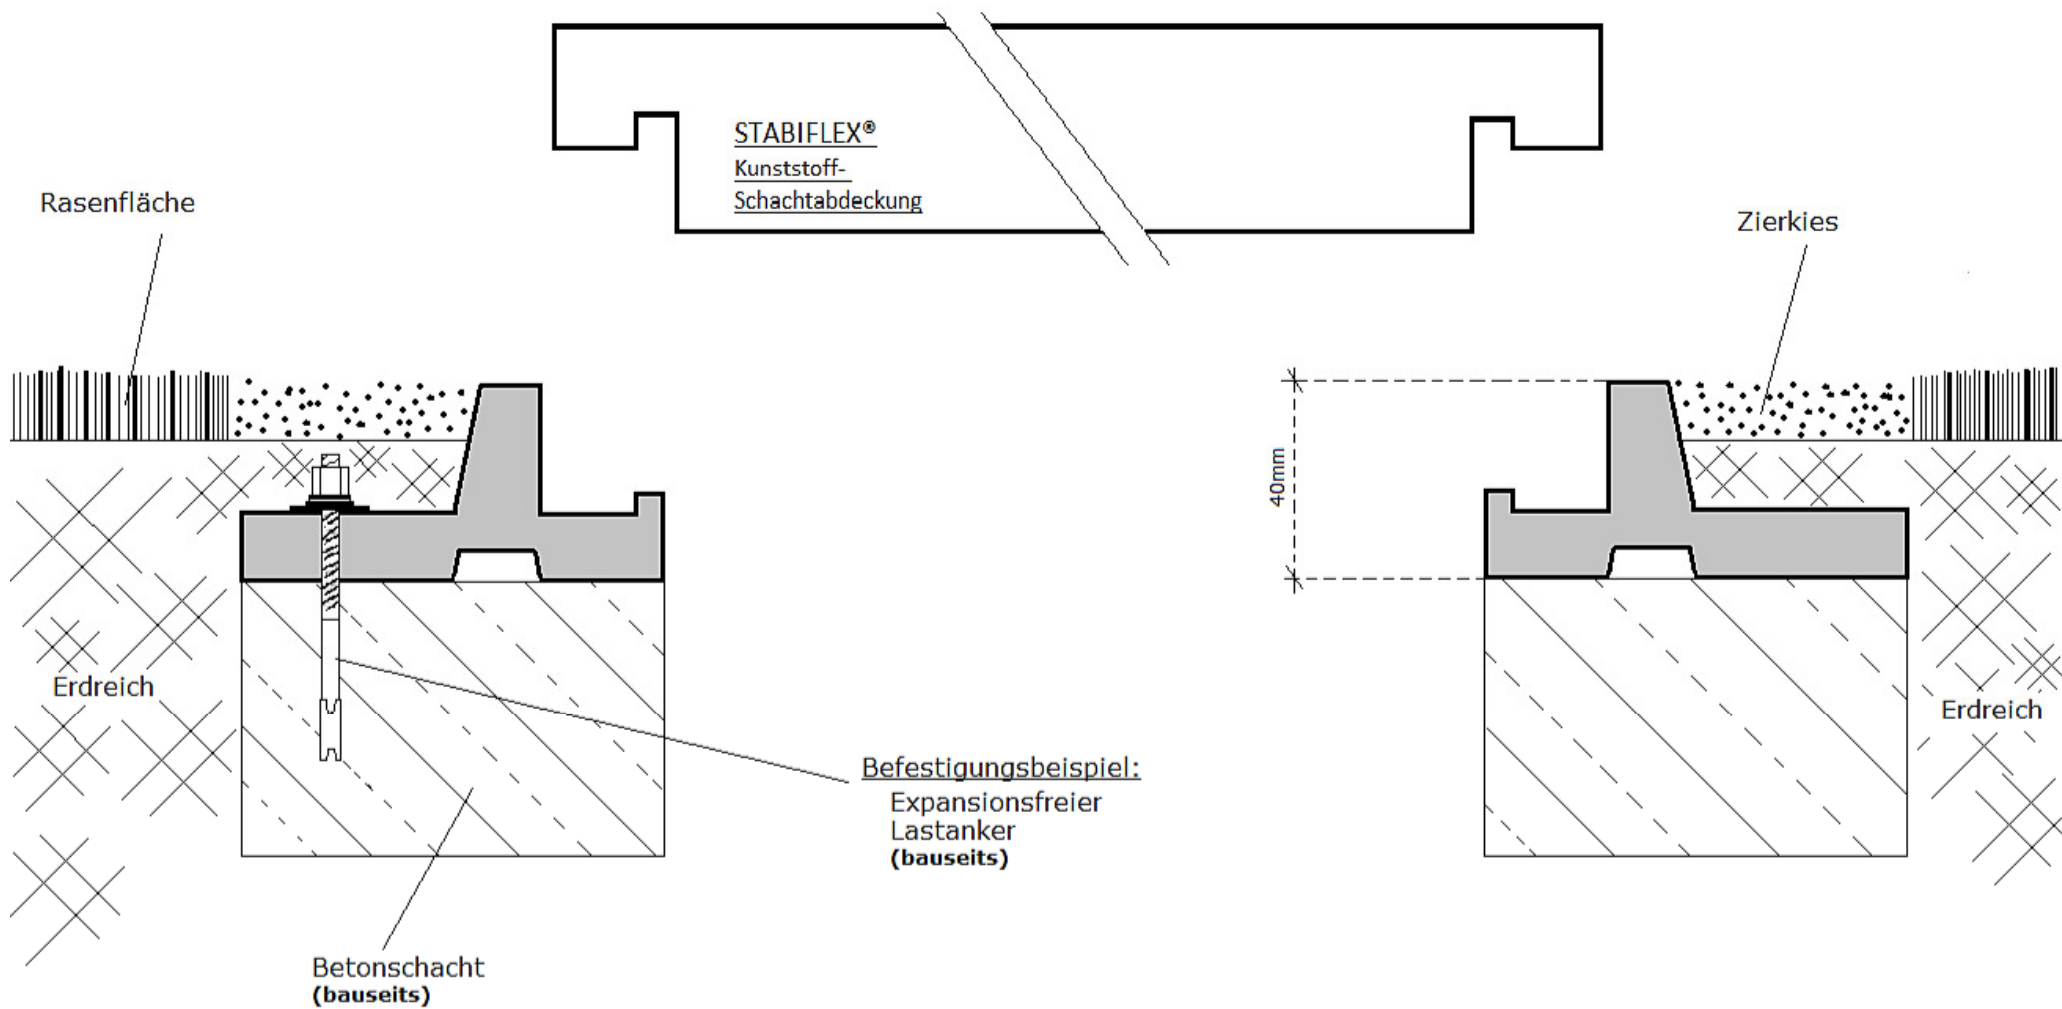 STABIFLEX®
Kunststoff-
Schachtabdeckung
Rasenfläche
Zierkies
40mm
Erdreich
Erdreich
Befestigungsbeispiel:
Expansionsfreier
Lastanker
(bauseits)
Betonschacht
(bauseits)